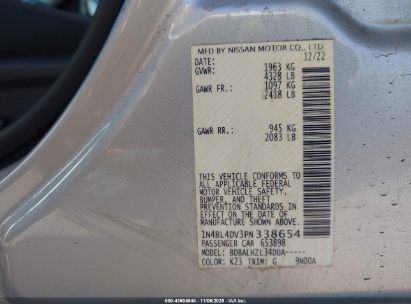 MFD BY NISSAN MOTOR CO., LTD.
DATE: 12/22
GVWR: 1963 KG
4328 LB
GAWR FR.: 1097 KG
2418 LB
GAWR RR.: 945 KG
2083 LB
THIS VEHICLE CONFORMS TO
ALL APPLICABLE FEDERAL
MOTOR VEHICLE SAFETY,
BUMPER, AND THEFT
PREVENTION STANDARDS IN
EFFECT ON THE DATE OF
MANUFACTURE SHOWN ABOVE.
1N4BL4DV3PN338654
PASSENGER CAR 653898
BDBALHZL34DUA-----
COLOR: K23 TRIM: G 9N00A